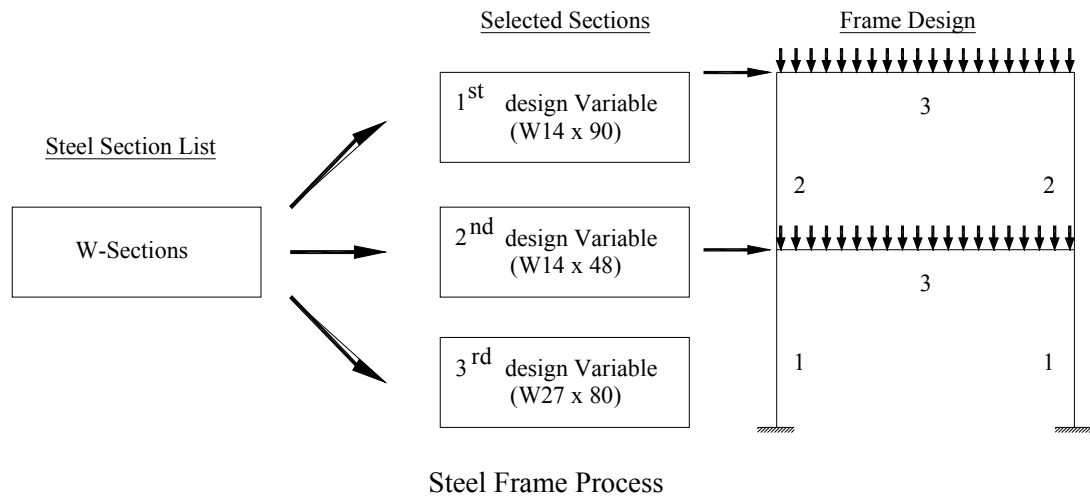 Steel Section List
W-Sections
Selected Sections
1st design Variable
(W14 x 90)
2nd design Variable
(W14 x 48)
3rd design Variable
(W27 x 80)
Frame Design
3
2
2
3
1
1
Steel Frame Process